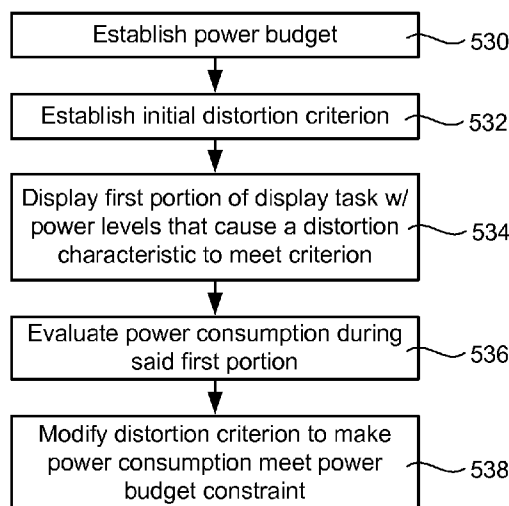 Establish power budget
530
Establish initial distortion criterion
532
Display first portion of display task w/
power levels that cause a distortion
characteristic to meet criterion
534
Evaluate power consumption during
said first portion
536
Modify distortion criterion to make
power consumption meet power
budget constraint
538